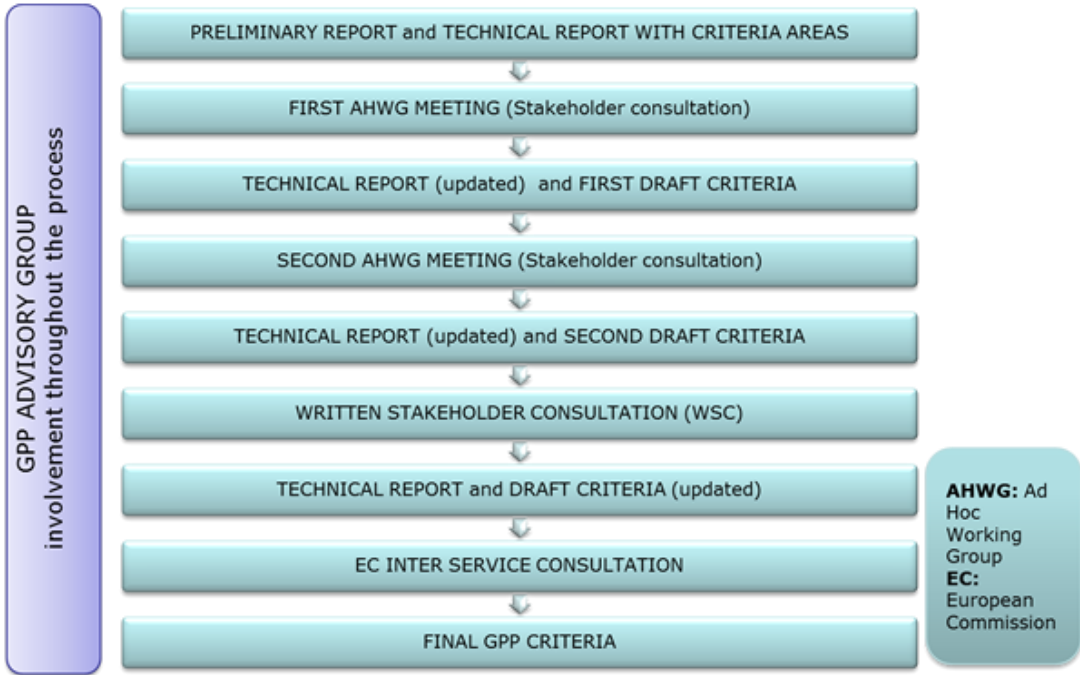 GPP ADVISORY GROUP
involvement throughout the process
PRELIMINARY REPORT and TECHNICAL REPORT WITH CRITERIA AREAS
FIRST AHWG MEETING (Stakeholder consultation)
TECHNICAL REPORT (updated) and FIRST DRAFT CRITERIA
SECOND AHWG MEETING (Stakeholder consultation)
TECHNICAL REPORT (updated) and SECOND DRAFT CRITERIA
WRITTEN STAKEHOLDER CONSULTATION (WSC)
TECHNICAL REPORT and DRAFT CRITERIA (updated)
EC INTER SERVICE CONSULTATION
FINAL GPP CRITERIA
AHWG: Ad
Hoc
Working
Group
EC:
European
Commission